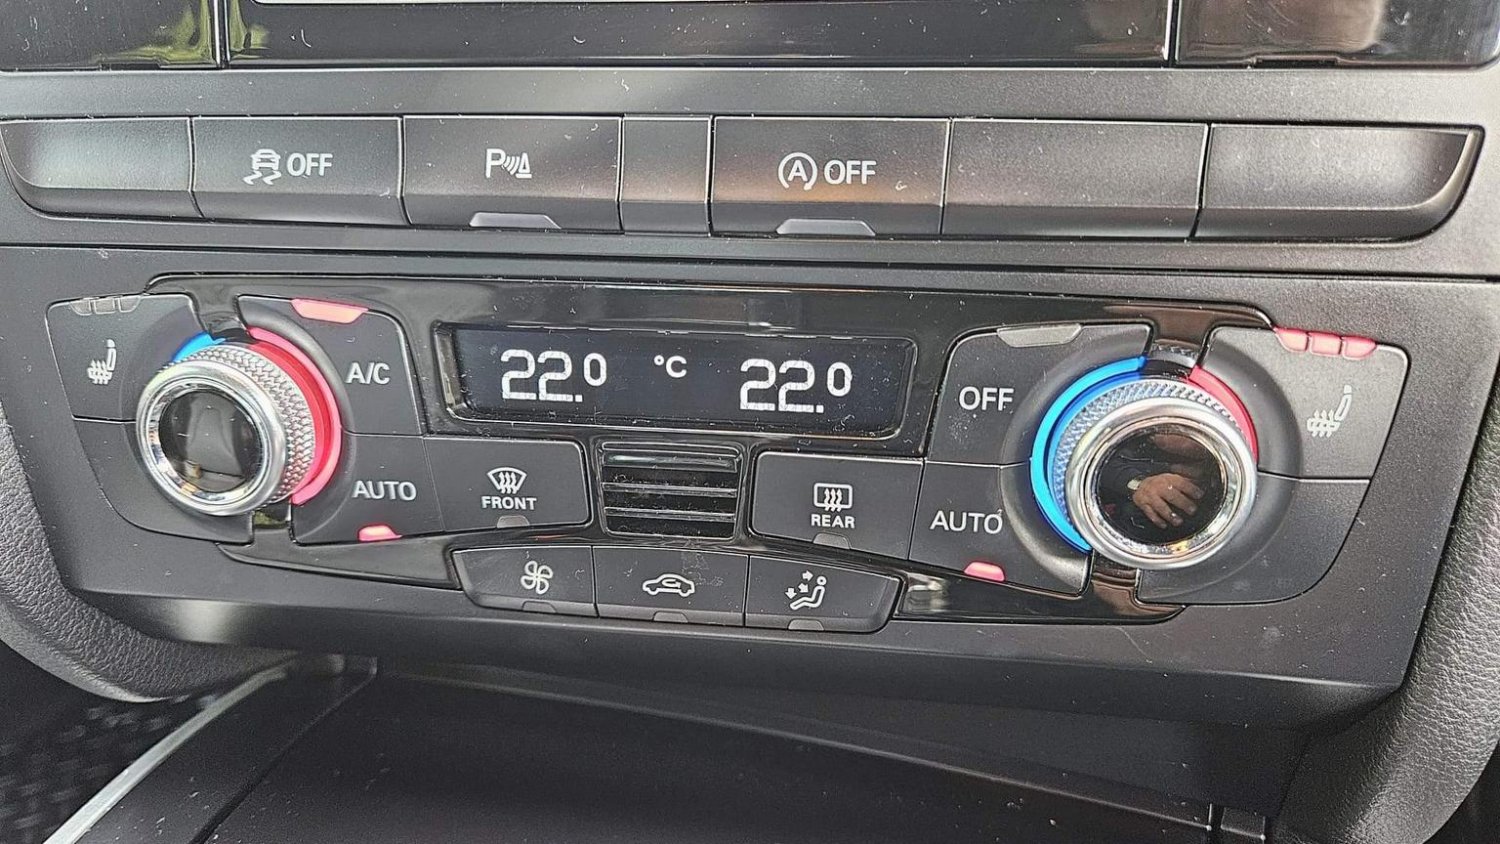 OFF
P
A OFF
A/C
22.0 °C 22.0
OFF
AUTO
FRONT
REAR
AUTO